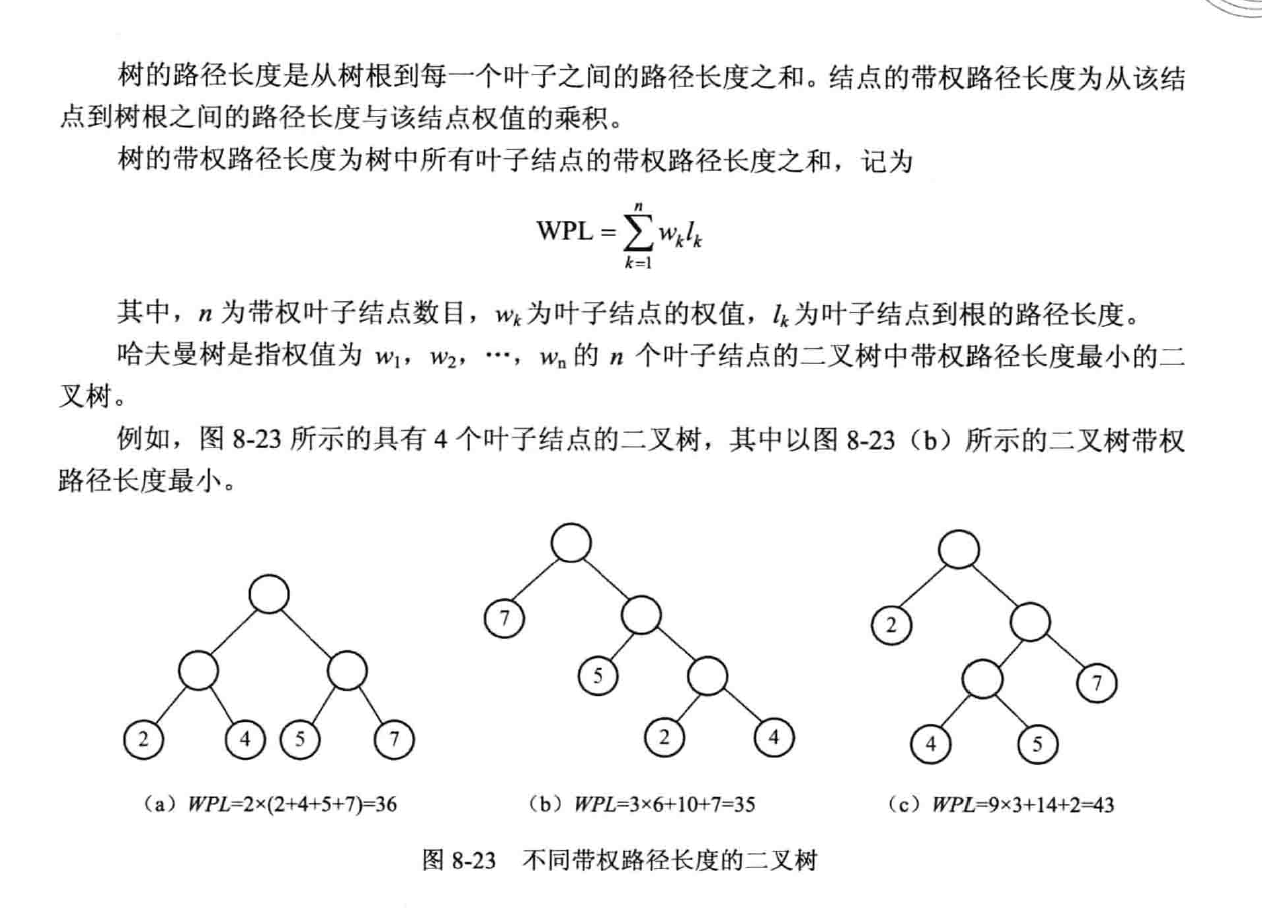 树的路径长度是从树根到每一个叶子之间的路径长度之和。结点的带权路径长度为从该结
点到树根之间的路径长度与该结点权值的乘积。
树的带权路径长度为树中所有叶子结点的带权路径长度之和，记为
WPL = \sum_{k=1}^{n} w_k l_k
其中，n 为带权叶子结点数目，w_k 为叶子结点的权值，l_k 为叶子结点到根的路径长度。
哈夫曼树是指权值为 w_1，w_2，…，w_n 的 n 个叶子结点的二叉树中带权路径长度最小的二
叉树。
例如，图 8-23 所示的具有 4 个叶子结点的二叉树，其中以图 8-23（b）所示的二叉树带权
路径长度最小。
2 4 5 7
7
5
2 4
2
7
4 5
（a）WPL=2×(2+4+5+7)=36
（b）WPL=3×6+10+7=35
（c）WPL=9×3+14+2=43
图 8-23 不同带权路径长度的二叉树